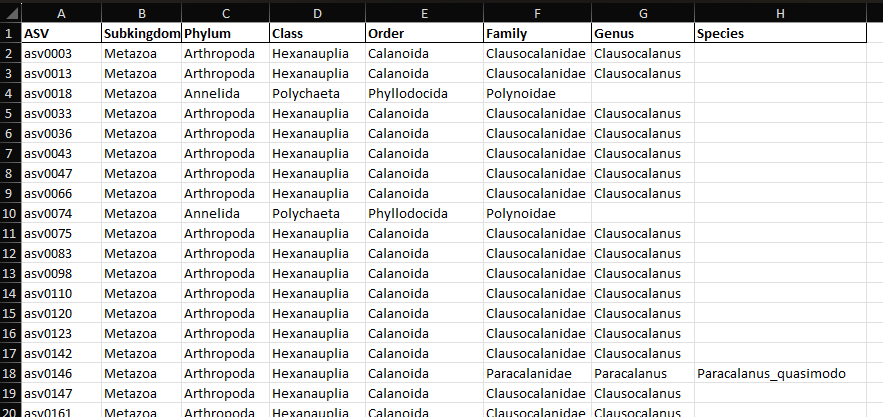 A B C D E F G H
1 ASV Subkingdom Phylum Class Order Family Genus Species
2 asv0003 Metazoa Arthropoda Hexanauplia Calanoida Clausocalanidae Clausocalanus
3 asv0013 Metazoa Arthropoda Hexanauplia Calanoida Clausocalanidae Clausocalanus
4 asv0018 Metazoa Annelida Polychaeta Phyllodocida Polynoidae
5 asv0033 Metazoa Arthropoda Hexanauplia Calanoida Clausocalanidae Clausocalanus
6 asv0036 Metazoa Arthropoda Hexanauplia Calanoida Clausocalanidae Clausocalanus
7 asv0043 Metazoa Arthropoda Hexanauplia Calanoida Clausocalanidae Clausocalanus
8 asv0047 Metazoa Arthropoda Hexanauplia Calanoida Clausocalanidae Clausocalanus
9 asv0066 Metazoa Arthropoda Hexanauplia Calanoida Clausocalanidae Clausocalanus
10 asv0074 Metazoa Annelida Polychaeta Phyllodocida Polynoidae
11 asv0075 Metazoa Arthropoda Hexanauplia Calanoida Clausocalanidae Clausocalanus
12 asv0083 Metazoa Arthropoda Hexanauplia Calanoida Clausocalanidae Clausocalanus
13 asv0098 Metazoa Arthropoda Hexanauplia Calanoida Clausocalanidae Clausocalanus
14 asv0110 Metazoa Arthropoda Hexanauplia Calanoida Clausocalanidae Clausocalanus
15 asv0120 Metazoa Arthropoda Hexanauplia Calanoida Clausocalanidae Clausocalanus
16 asv0123 Metazoa Arthropoda Hexanauplia Calanoida Clausocalanidae Clausocalanus
17 asv0142 Metazoa Arthropoda Hexanauplia Calanoida Clausocalanidae Clausocalanus
18 asv0146 Metazoa Arthropoda Hexanauplia Calanoida Paracalanidae Paracalanus Paracalanus_quasimodo
19 asv0147 Metazoa Arthropoda Hexanauplia Calanoida Clausocalanidae Clausocalanus
20 asv0161 Metazoa Arthropoda Hexanauplia Calanoida Clausocalanidae Clausocalanus